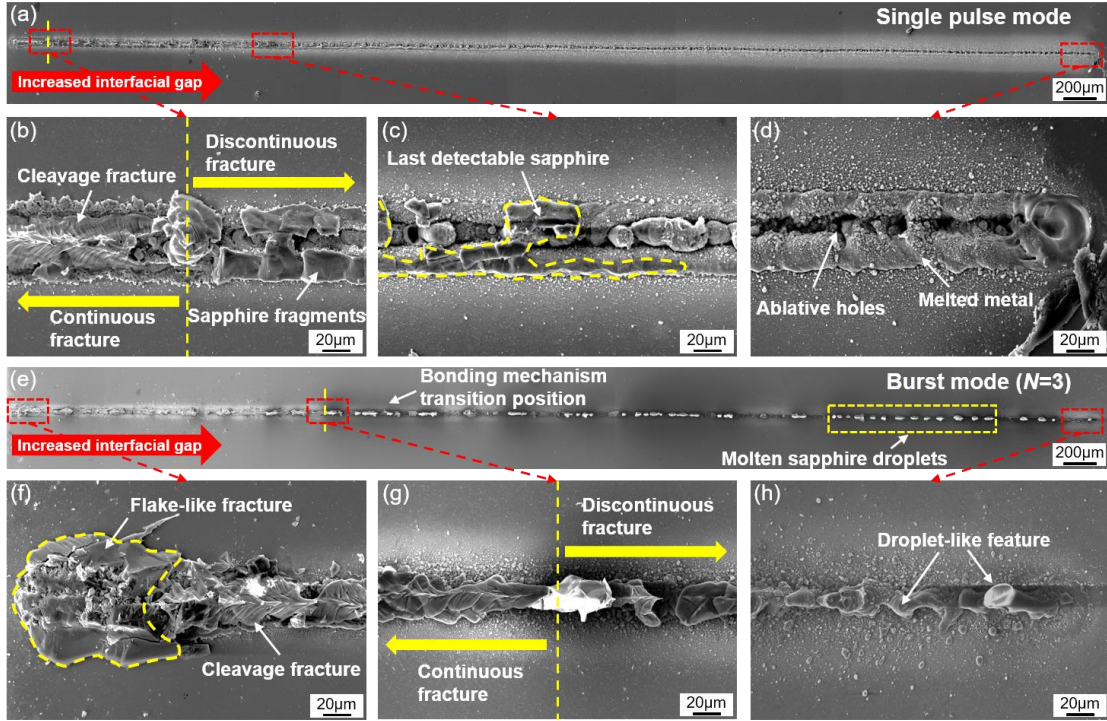 (a)
Single pulse mode
Increased interfacial gap
200μm
(b)
Cleavage fracture
Discontinuous
fracture
Continuous
fracture
Sapphire fragments
20μm
(c)
Last detectable sapphire
20μm
(d)
Ablative holes
Melted metal
20μm
(e)
Bonding mechanism
transition position
Burst mode (N=3)
Increased interfacial gap
Molten sapphire droplets
200μm
(f)
Flake-like fracture
Cleavage fracture
20μm
(g)
Discontinuous
fracture
Continuous
fracture
20μm
(h)
Droplet-like feature
20μm